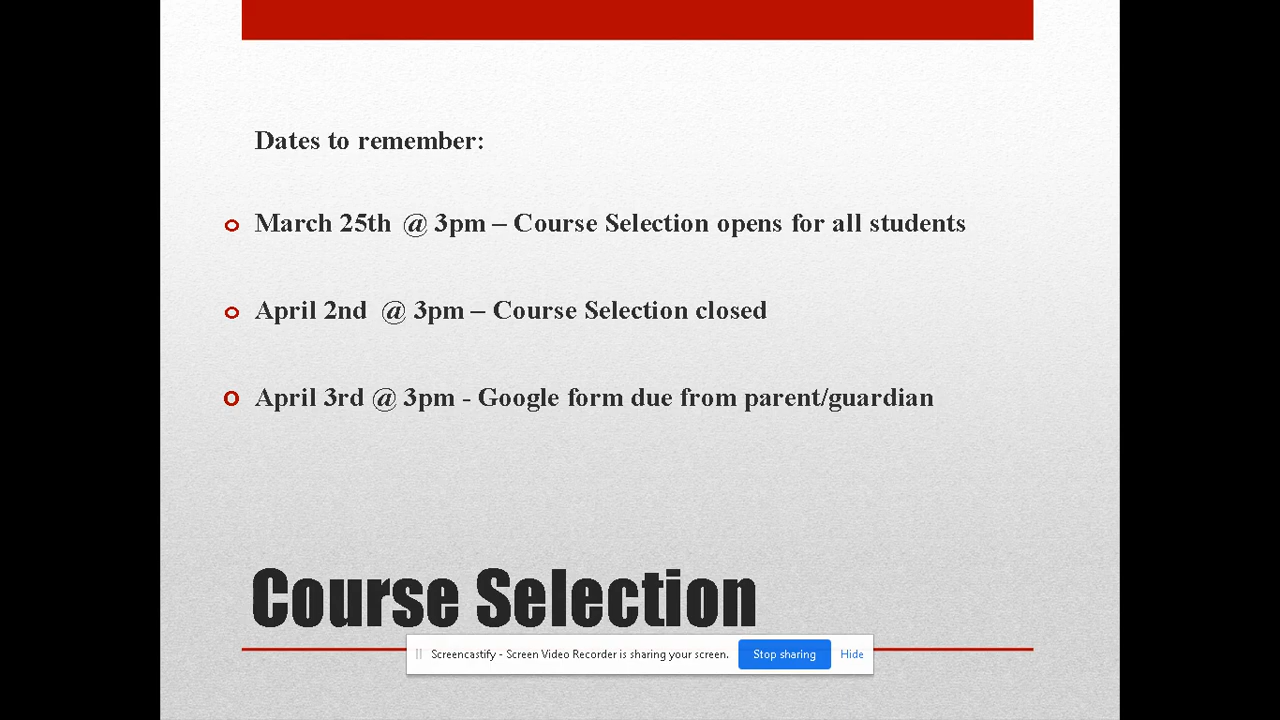 Dates to remember:
March 25th @ 3pm – Course Selection opens for all students
April 2nd @ 3pm – Course Selection closed
April 3rd @ 3pm - Google form due from parent/guardian
Course Selection
Screencastify - Screen Video Recorder is sharing your screen. Stop sharing Hide